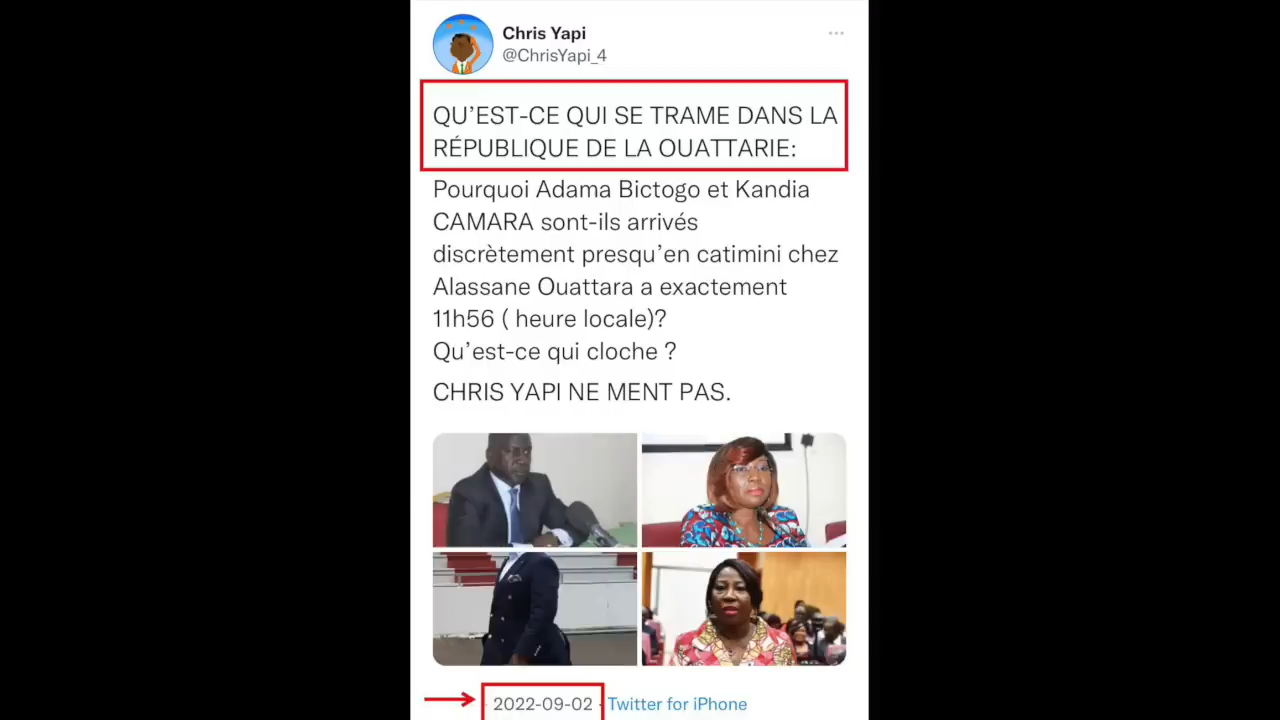 Chris Yapi
@ChrisYapi_4
QU’EST-CE QUI SE TRAME DANS LA
RÉPUBLIQUE DE LA OUATTARIE:
Pourquoi Adama Bictogo et Kandia
CAMARA sont-ils arrivés
discrètement presqu’en catimini chez
Alassane Ouattara a exactement
11h56 ( heure locale)?
Qu’est-ce qui cloche ?
CHRIS YAPI NE MENT PAS.
2022-09-02 · Twitter for iPhone